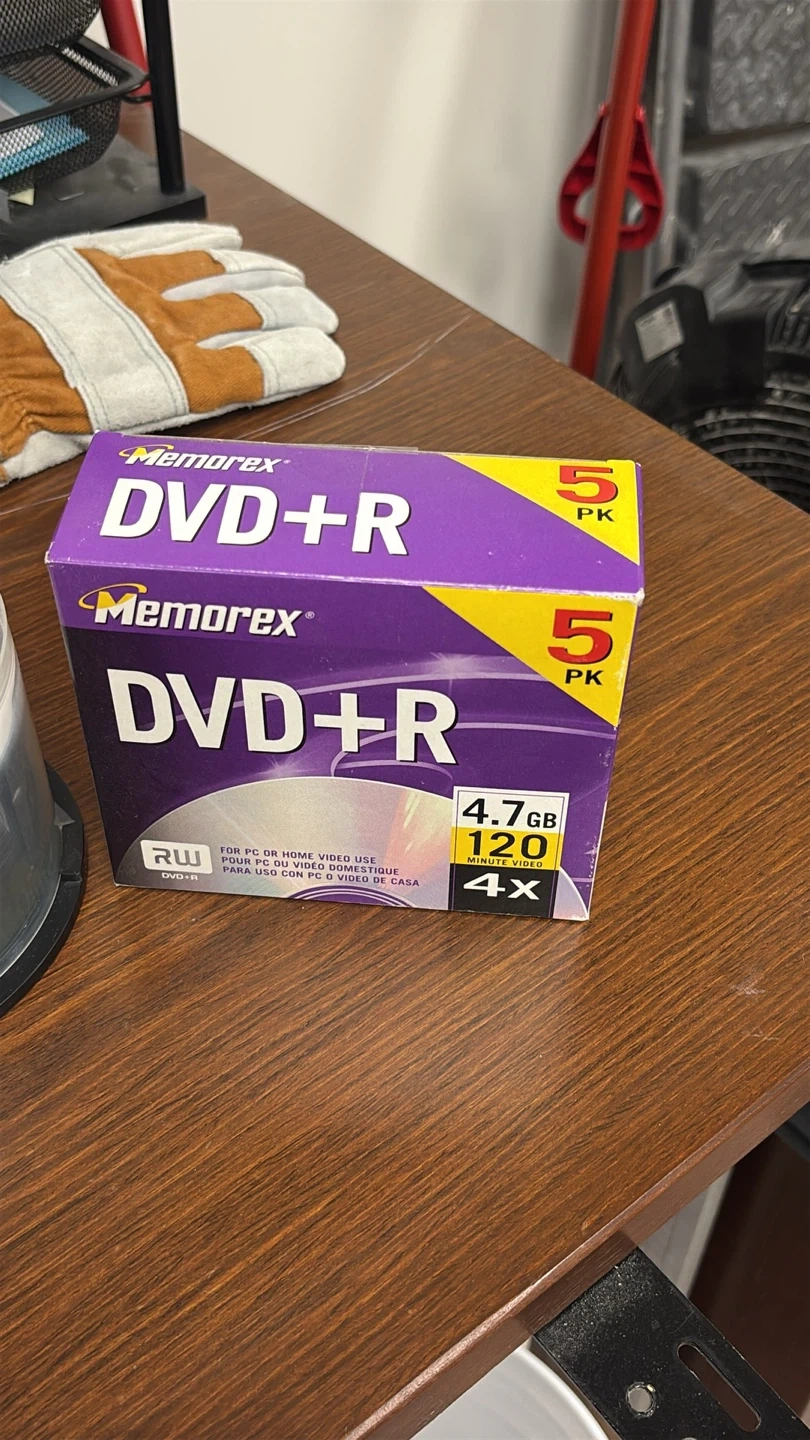 Memorex®
DVD+R
5
PK
Memorex®
DVD+R
5
PK
4.7GB
120
MINUTE VIDEO
4x
RW
DVD+R
FOR PC OR HOME VIDEO USE
POUR PC OU VIDÉO DOMESTIQUE
PARA USO CON PC O VIDEO DE CASA